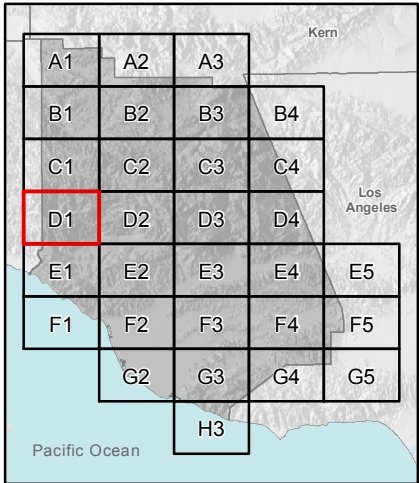 Kern
A1 A2 A3
B1 B2 B3 B4
C1 C2 C3 C4
Los
Angeles
D1 D2 D3 D4
E1 E2 E3 E4 E5
F1 F2 F3 F4 F5
G2 G3 G4 G5
H3
Pacific Ocean